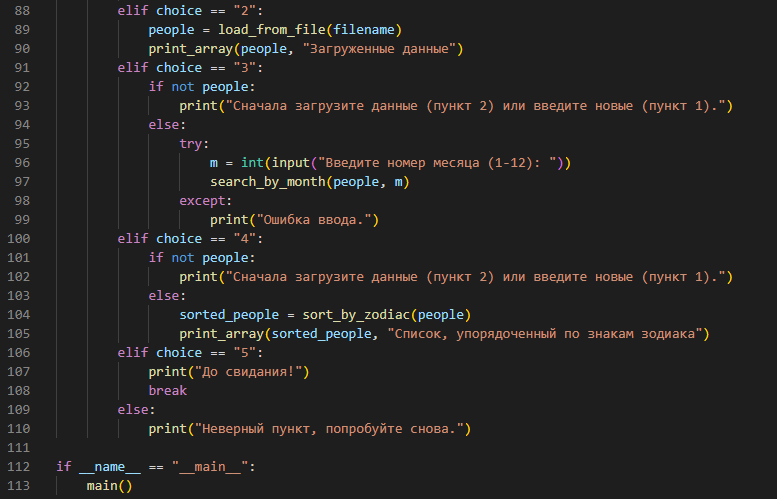 88 elif choice == "2":
89 people = load_from_file(filename)
90 print_array(people, "Загруженные данные")
91 elif choice == "3":
92 if not people:
93 print("Сначала загрузите данные (пункт 2) или введите новые (пункт 1).")
94 else:
95 try:
96 m = int(input("Введите номер месяца (1-12): "))
97 search_by_month(people, m)
98 except:
99 print("Ошибка ввода.")
100 elif choice == "4":
101 if not people:
102 print("Сначала загрузите данные (пункт 2) или введите новые (пункт 1).")
103 else:
104 sorted_people = sort_by_zodiac(people)
105 print_array(sorted_people, "Список, упорядоченный по знакам зодиака")
106 elif choice == "5":
107 print("До свидания!")
108 break
109 else:
110 print("Неверный пункт, попробуйте снова.")
111
112 if __name__ == "__main__":
113 main()